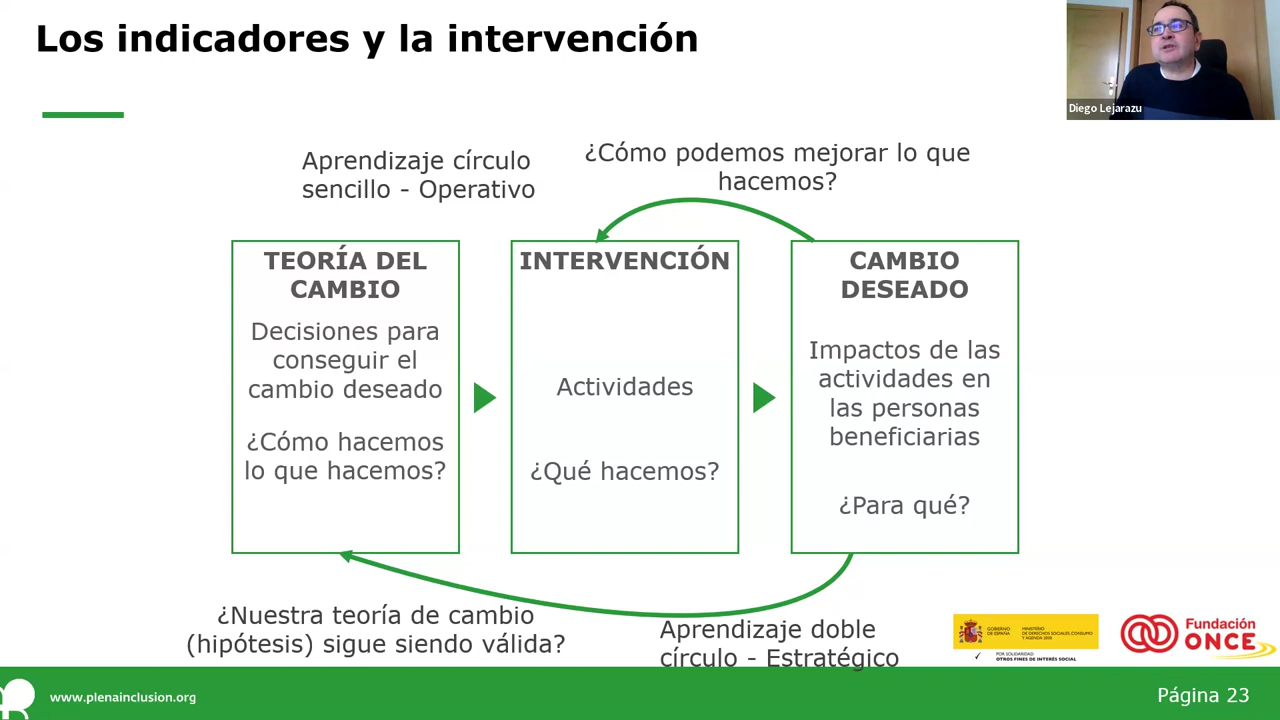 Los indicadores y la intervención
Diego Lejarazu
Aprendizaje círculo
sencillo - Operativo
¿Cómo podemos mejorar lo que
hacemos?
TEORÍA DEL
CAMBIO
Decisiones para
conseguir el
cambio deseado
¿Cómo hacemos
lo que hacemos?
INTERVENCIÓN
Actividades
¿Qué hacemos?
CAMBIO
DESEADO
Impactos de las
actividades en
las personas
beneficiarias
¿Para qué?
¿Nuestra teoría de cambio
(hipótesis) sigue siendo válida?
Aprendizaje doble
círculo - Estratégico
GOBIERNO
DE ESPAÑA
MINISTERIO
DE DERECHOS SOCIALES, CONSUMO
Y AGENDA 2030
POR SOLIDARIDAD
OTROS FINES DE INTERÉS SOCIAL
Fundación
ONCE
www.plenainclusion.org
Página 23